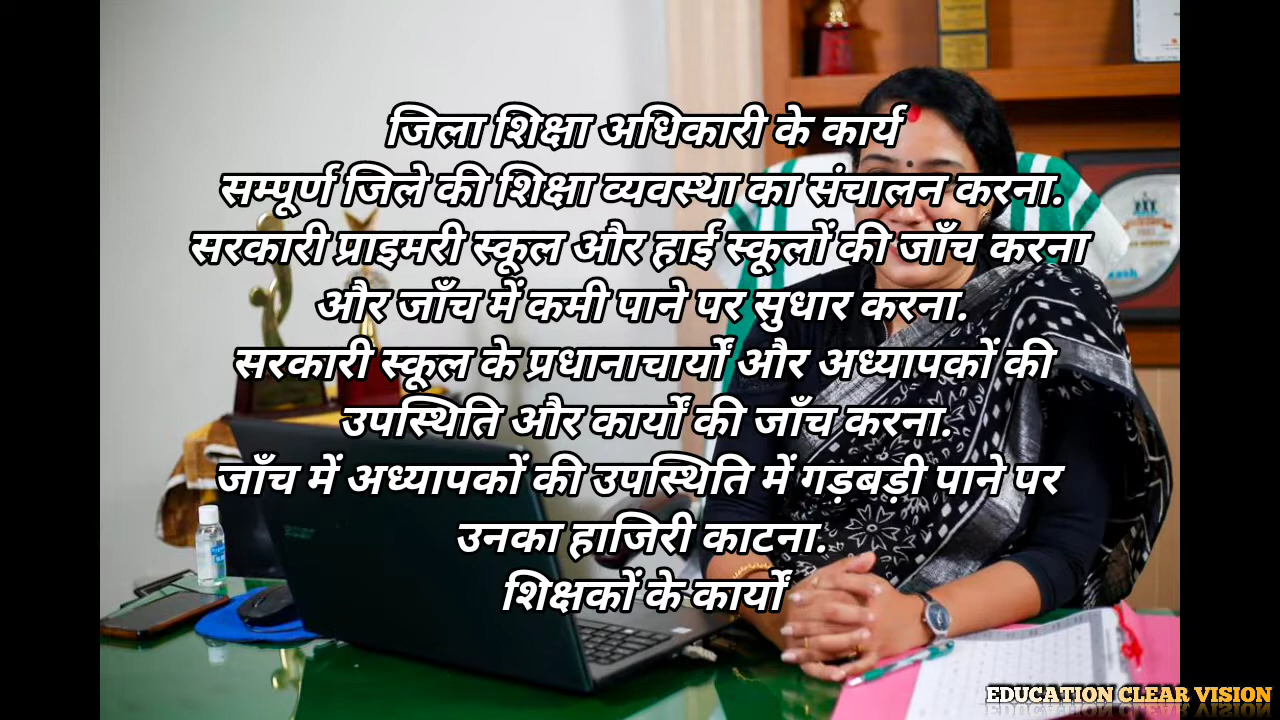 जिला शिक्षा अधिकारी के कार्य
सम्पूर्ण जिले की शिक्षा व्यवस्था का संचालन करना.
सरकारी प्राइमरी स्कूल और हाई स्कूलों की जाँच करना
और जाँच में कमी पाने पर सुधार करना.
सरकारी स्कूल के प्रधानाचार्यों और अध्यापकों की
उपस्थिति और कार्यों की जाँच करना.
जाँच में अध्यापकों की उपस्थिति में गड़बड़ी पाने पर
उनका हाजिरी काटना.
शिक्षकों के कार्यों
EDUCATION CLEAR VISION